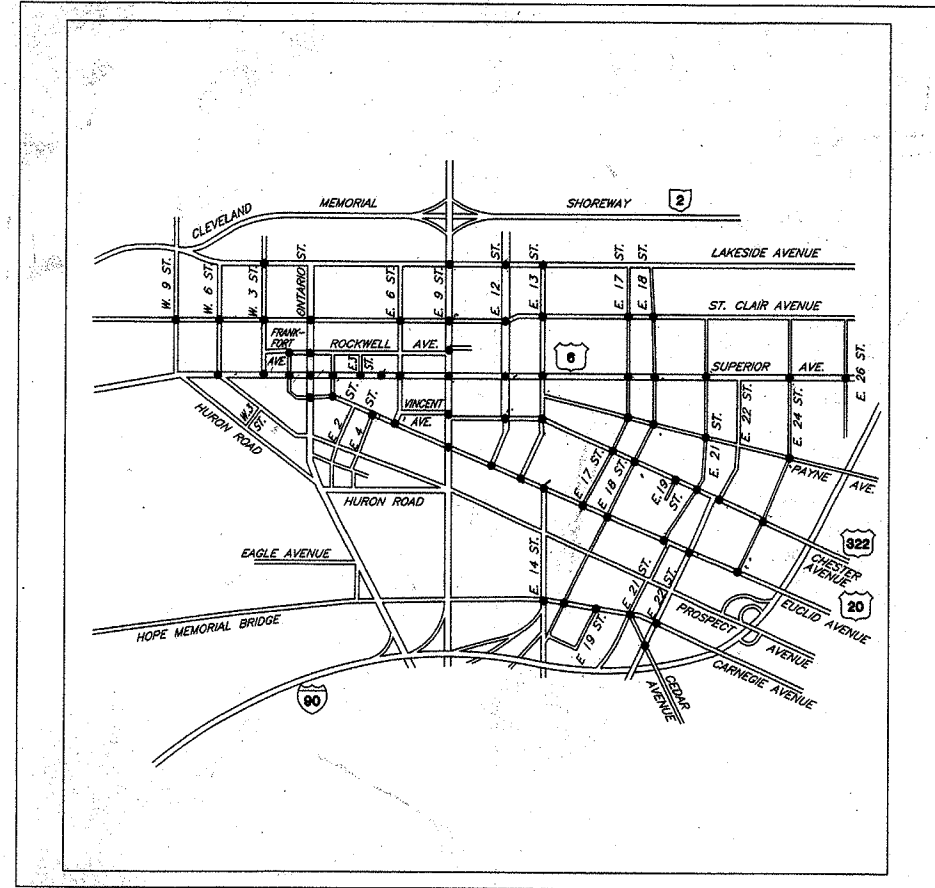 CLEVELAND
MEMORIAL
SHOREWAY
2
LAKESIDE AVENUE
W. 9 ST.
W. 6 ST.
W. 3 ST.
ONTARIO ST.
E. 6 ST.
E. 9 ST.
E. 12 ST.
E. 13 ST.
E. 17 ST.
E. 18 ST.
ST. CLAIR AVENUE
FRANK-
FORT
AVE.
ROCKWELL AVE.
E.3
ST.
6
SUPERIOR AVE.
E. 26 ST.
HURON ROAD
W.3
ST.
E. 2 ST.
E. 4 ST.
VINCENT
AVE.
E. 21 ST.
E. 22 ST.
E. 24 ST.
PAYNE AVE.
HURON ROAD
E. 17 ST.
E. 18 ST.
E.19
ST.
322
CHESTER
AVENUE
EAGLE AVENUE
E. 14 ST.
E. 21 ST.
E. 22 ST.
EUCLID AVENUE
20
HOPE MEMORIAL BRIDGE
E. 19 ST.
PROSPECT AVENUE
CARNEGIE AVENUE
CEDAR
AVENUE
90